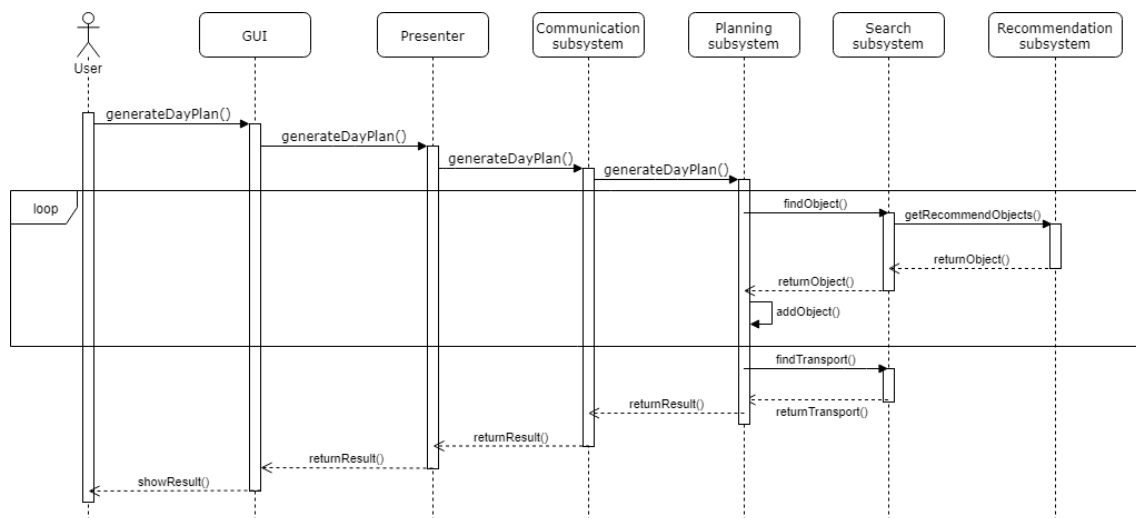 User
GUI
Presenter
Communication
subsystem
Planning
subsystem
Search
subsystem
Recommendation
subsystem
generateDayPlan()
generateDayPlan()
generateDayPlan()
generateDayPlan()
loop
findObject()
getRecommendObjects()
returnObject()
returnObject()
addObject()
findTransport()
returnTransport()
returnResult()
returnResult()
returnResult()
showResult()